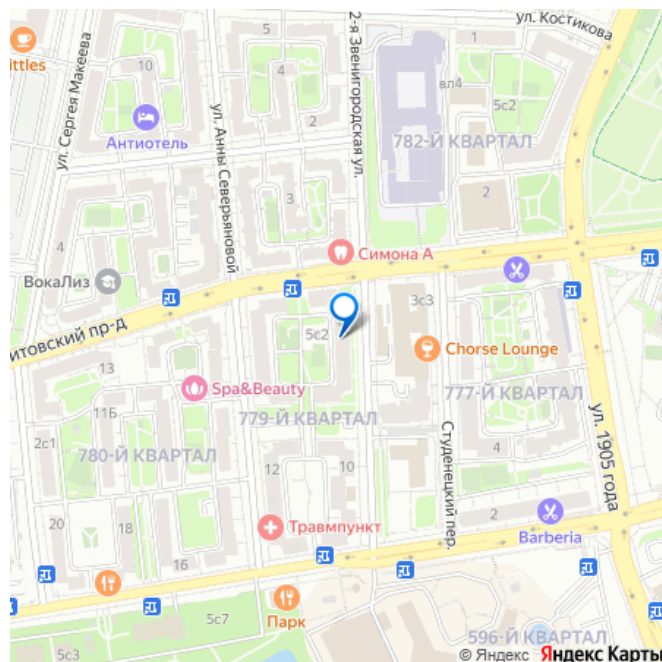 ул. Костикова
ittles
ул. Сергея Макеева
10
5
4
2
Антиотель
ул. Анны Северьяновой
2-я Звенигородская ул.
вл4
5с2
782-Й КВАРТАЛ
2
3
4
Симона А
ВокаЛиз
итовский пр-д
5с2
3с3
Chorse Lounge
13
Spa&Beauty
11Б
779-Й КВАРТАЛ
777-Й КВАРТАЛ
2с1
780-Й КВАРТАЛ
12
10
4
Студенецкий пер.
ул. 1905 года
20
18
16
Травмпункт
2
Barberia
5с7
Парк
5с3
596-Й КВАРТАЛ
© Яндекс Яндекс Карты